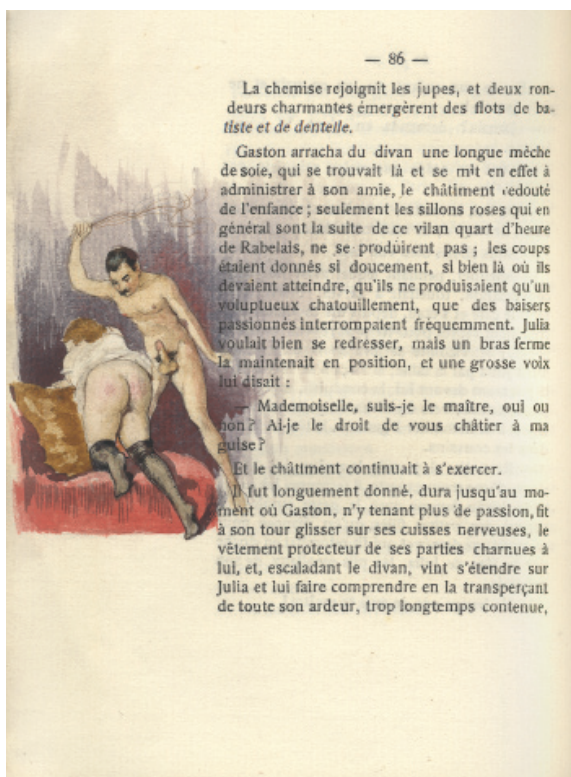 — 86 —
La chemise rejoignit les jupes, et deux ron-
deurs charmantes émergèrent des flots de ba-
tiste et de dentelle.
Gaston arracha du divan une longue mèche
de soie, qui se trouvait là et se mit en effet à
administrer à son amie, le châtiment redouté
de l'enfance ; seulement les sillons roses qui en
général sont la suite de ce vilan quart d'heure
de Rabelais, ne se produirent pas ; les coups
étaient donnés si doucement, si bien là où ils
devaient atteindre, qu'ils ne produisaient qu'un
voluptueux chatouillement, que des baisers
passionnés interrompaient fréquemment. Julia
voulait bien se redresser, mais un bras ferme
la maintenait en position, et une grosse voix
lui disait :
— Mademoiselle, suis-je le maître, oui ou
non ? Ai-je le droit de vous châtier à ma
guise ?
Et le châtiment continuait à s'exercer.
Il fut longuement donné, dura jusqu'au mo-
ment où Gaston, n'y tenant plus de passion, fit
à son tour glisser sur ses cuisses nerveuses, le
vêtement protecteur de ses parties charnues à
lui, et, escaladant le divan, vint s'étendre sur
Julia et lui faire comprendre en la transperçant
de toute son ardeur, trop longtemps contenue,